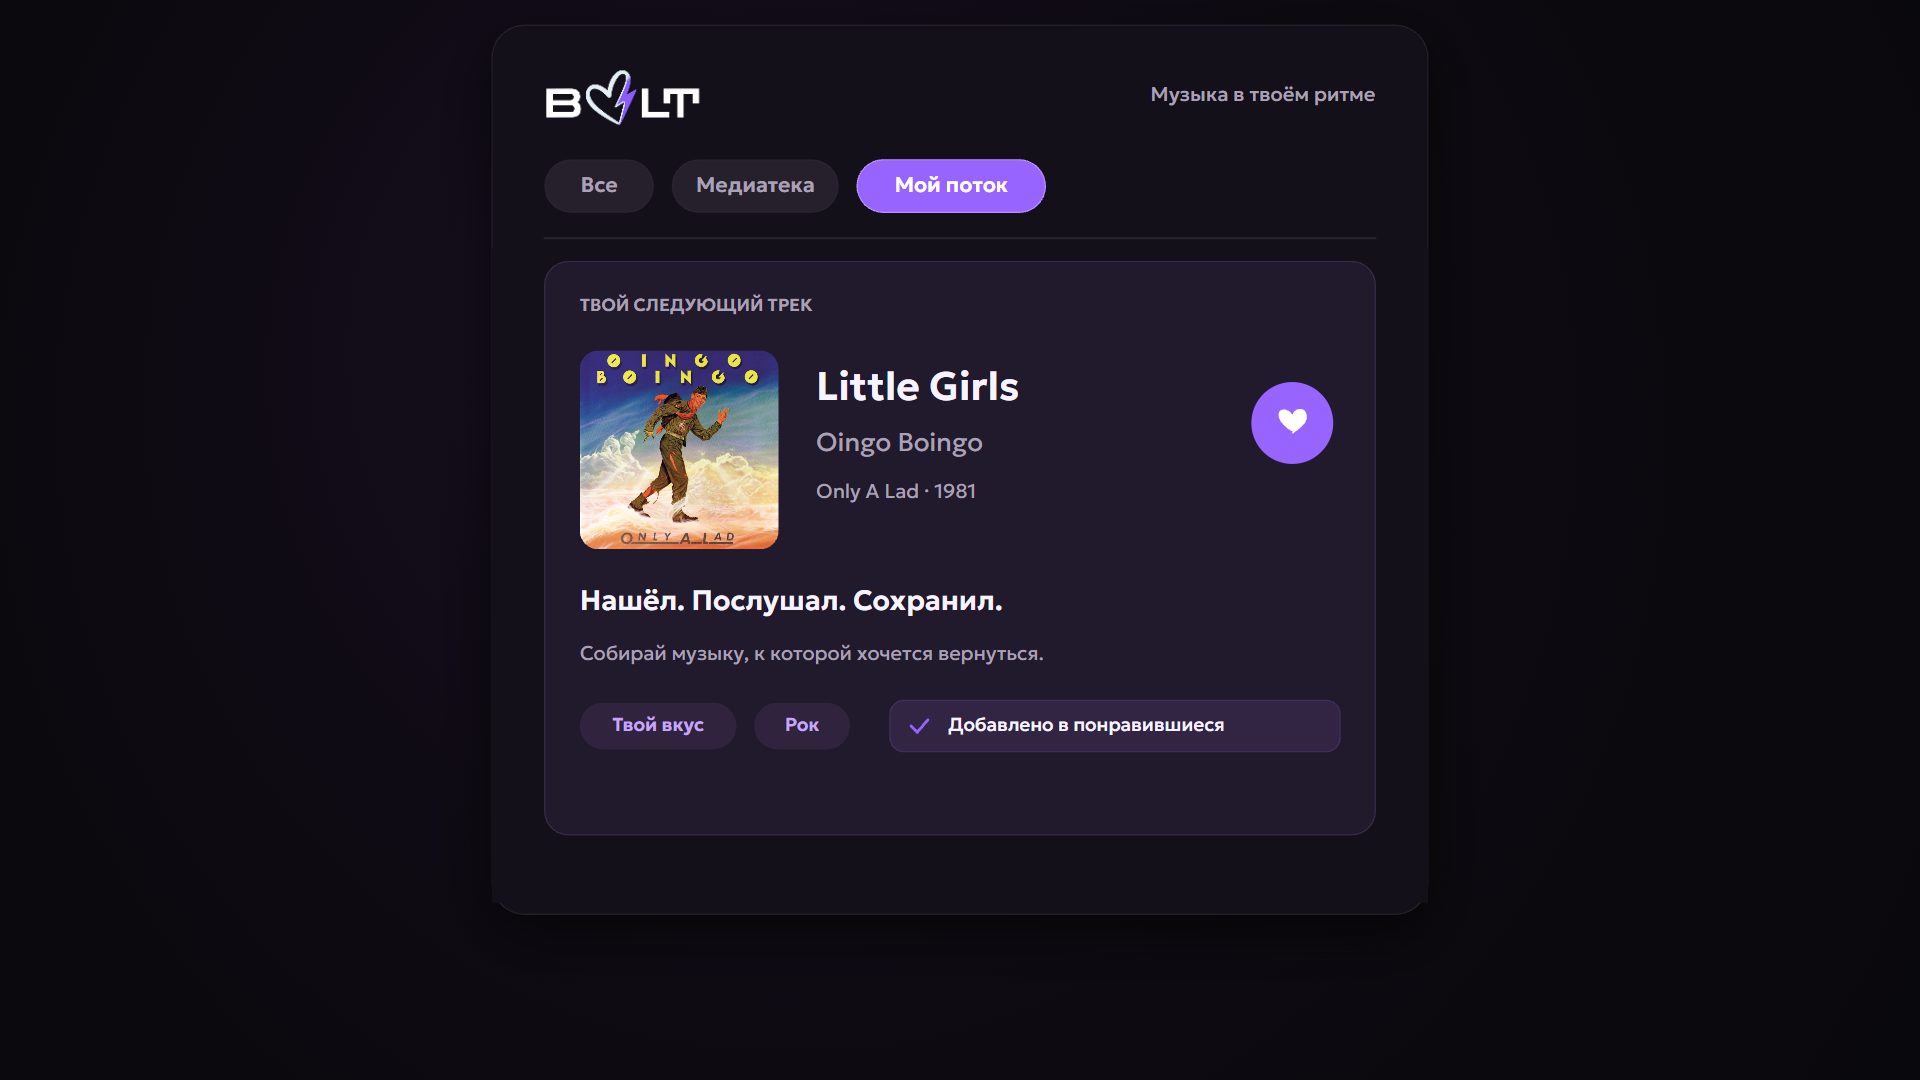 BOLT
Музыка в твоём ритме
Все
Медиатека
Мой поток
ТВОЙ СЛЕДУЮЩИЙ ТРЕК
OINGO
BOINGO
ONLY A LAD
Little Girls
Oingo Boingo
Only A Lad · 1981
Нашёл. Послушал. Сохранил.
Собирай музыку, к которой хочется вернуться.
Твой вкус
Рок
Добавлено в понравившиеся